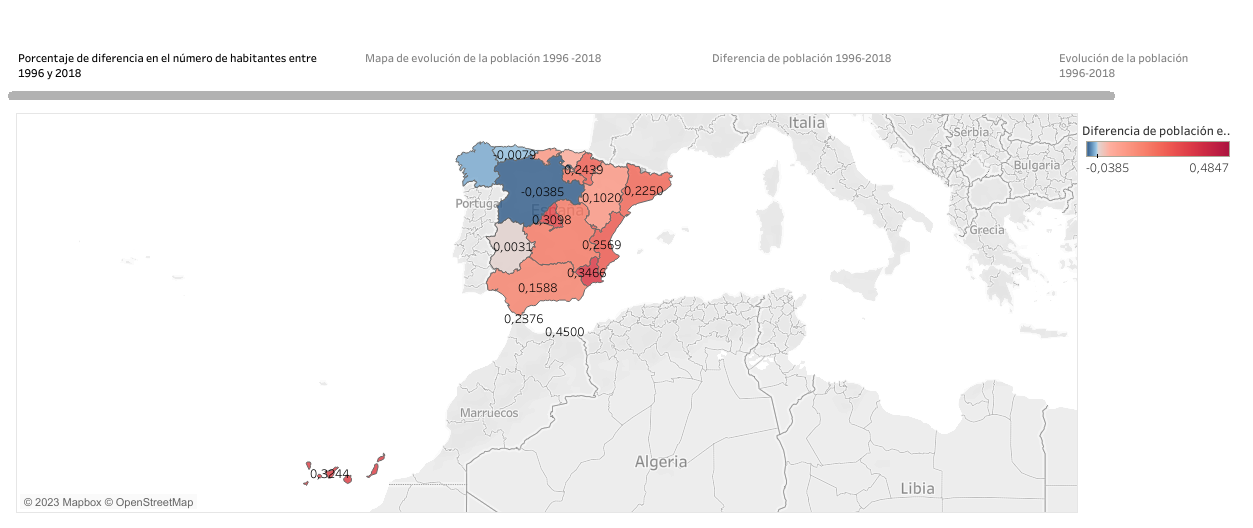 Porcentaje de diferencia en el número de habitantes entre
1996 y 2018
Mapa de evolución de la población 1996 -2018
Diferencia de población 1996-2018
Evolución de la población
1996-2018
Diferencia de población e..
-0,0385
0,4847
Italia
Serbia
Bulgaria
Grecia
Portuga
España
-0,0079
0,2439
-0,0385
0,1020
0,2250
0,3098
0,0031
0,2569
0,3466
0,1588
0,2376
0,4500
Marruecos
Algeria
Libia
0,3244
© 2023 Mapbox © OpenStreetMap